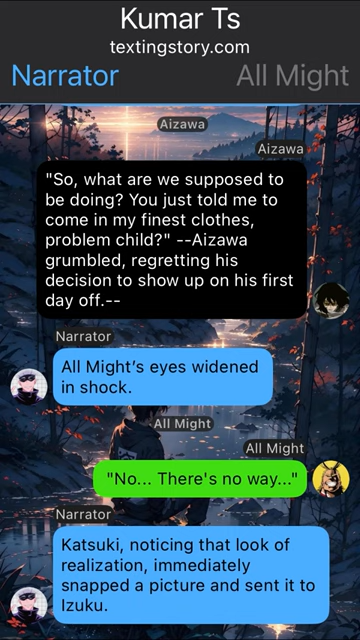 Kumar Ts
textingstory.com
Narrator
All Might
Aizawa
Aizawa
"So, what are we supposed to
be doing? You just told me to
come in my finest clothes,
problem child?" --Aizawa
grumbled, regretting his
decision to show up on his first
day off.--
Narrator
All Might's eyes widened
in shock.
All Might
All Might
"No... There's no way..."
Narrator
Katsuki, noticing that look of
realization, immediately
snapped a picture and sent it to
Izuku.